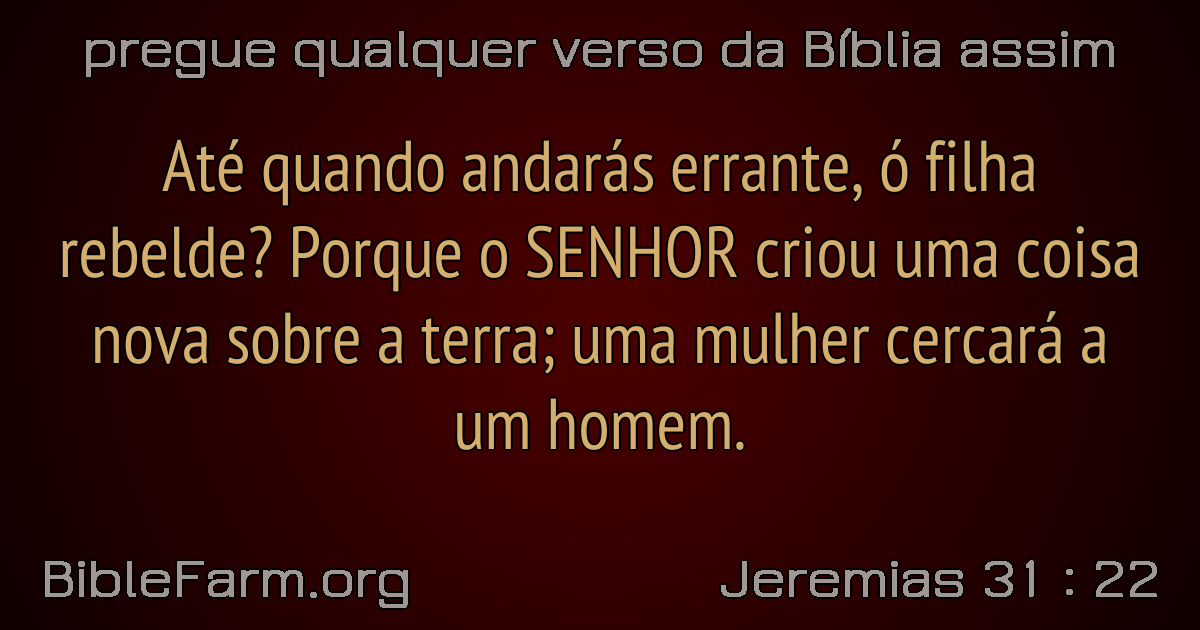 pregue qualquer verso da Bíblia assim
Até quando andarás errante, ó filha
rebelde? Porque o SENHOR criou uma coisa
nova sobre a terra; uma mulher cercará a
um homem.
BibleFarm.org
Jeremias 31 : 22